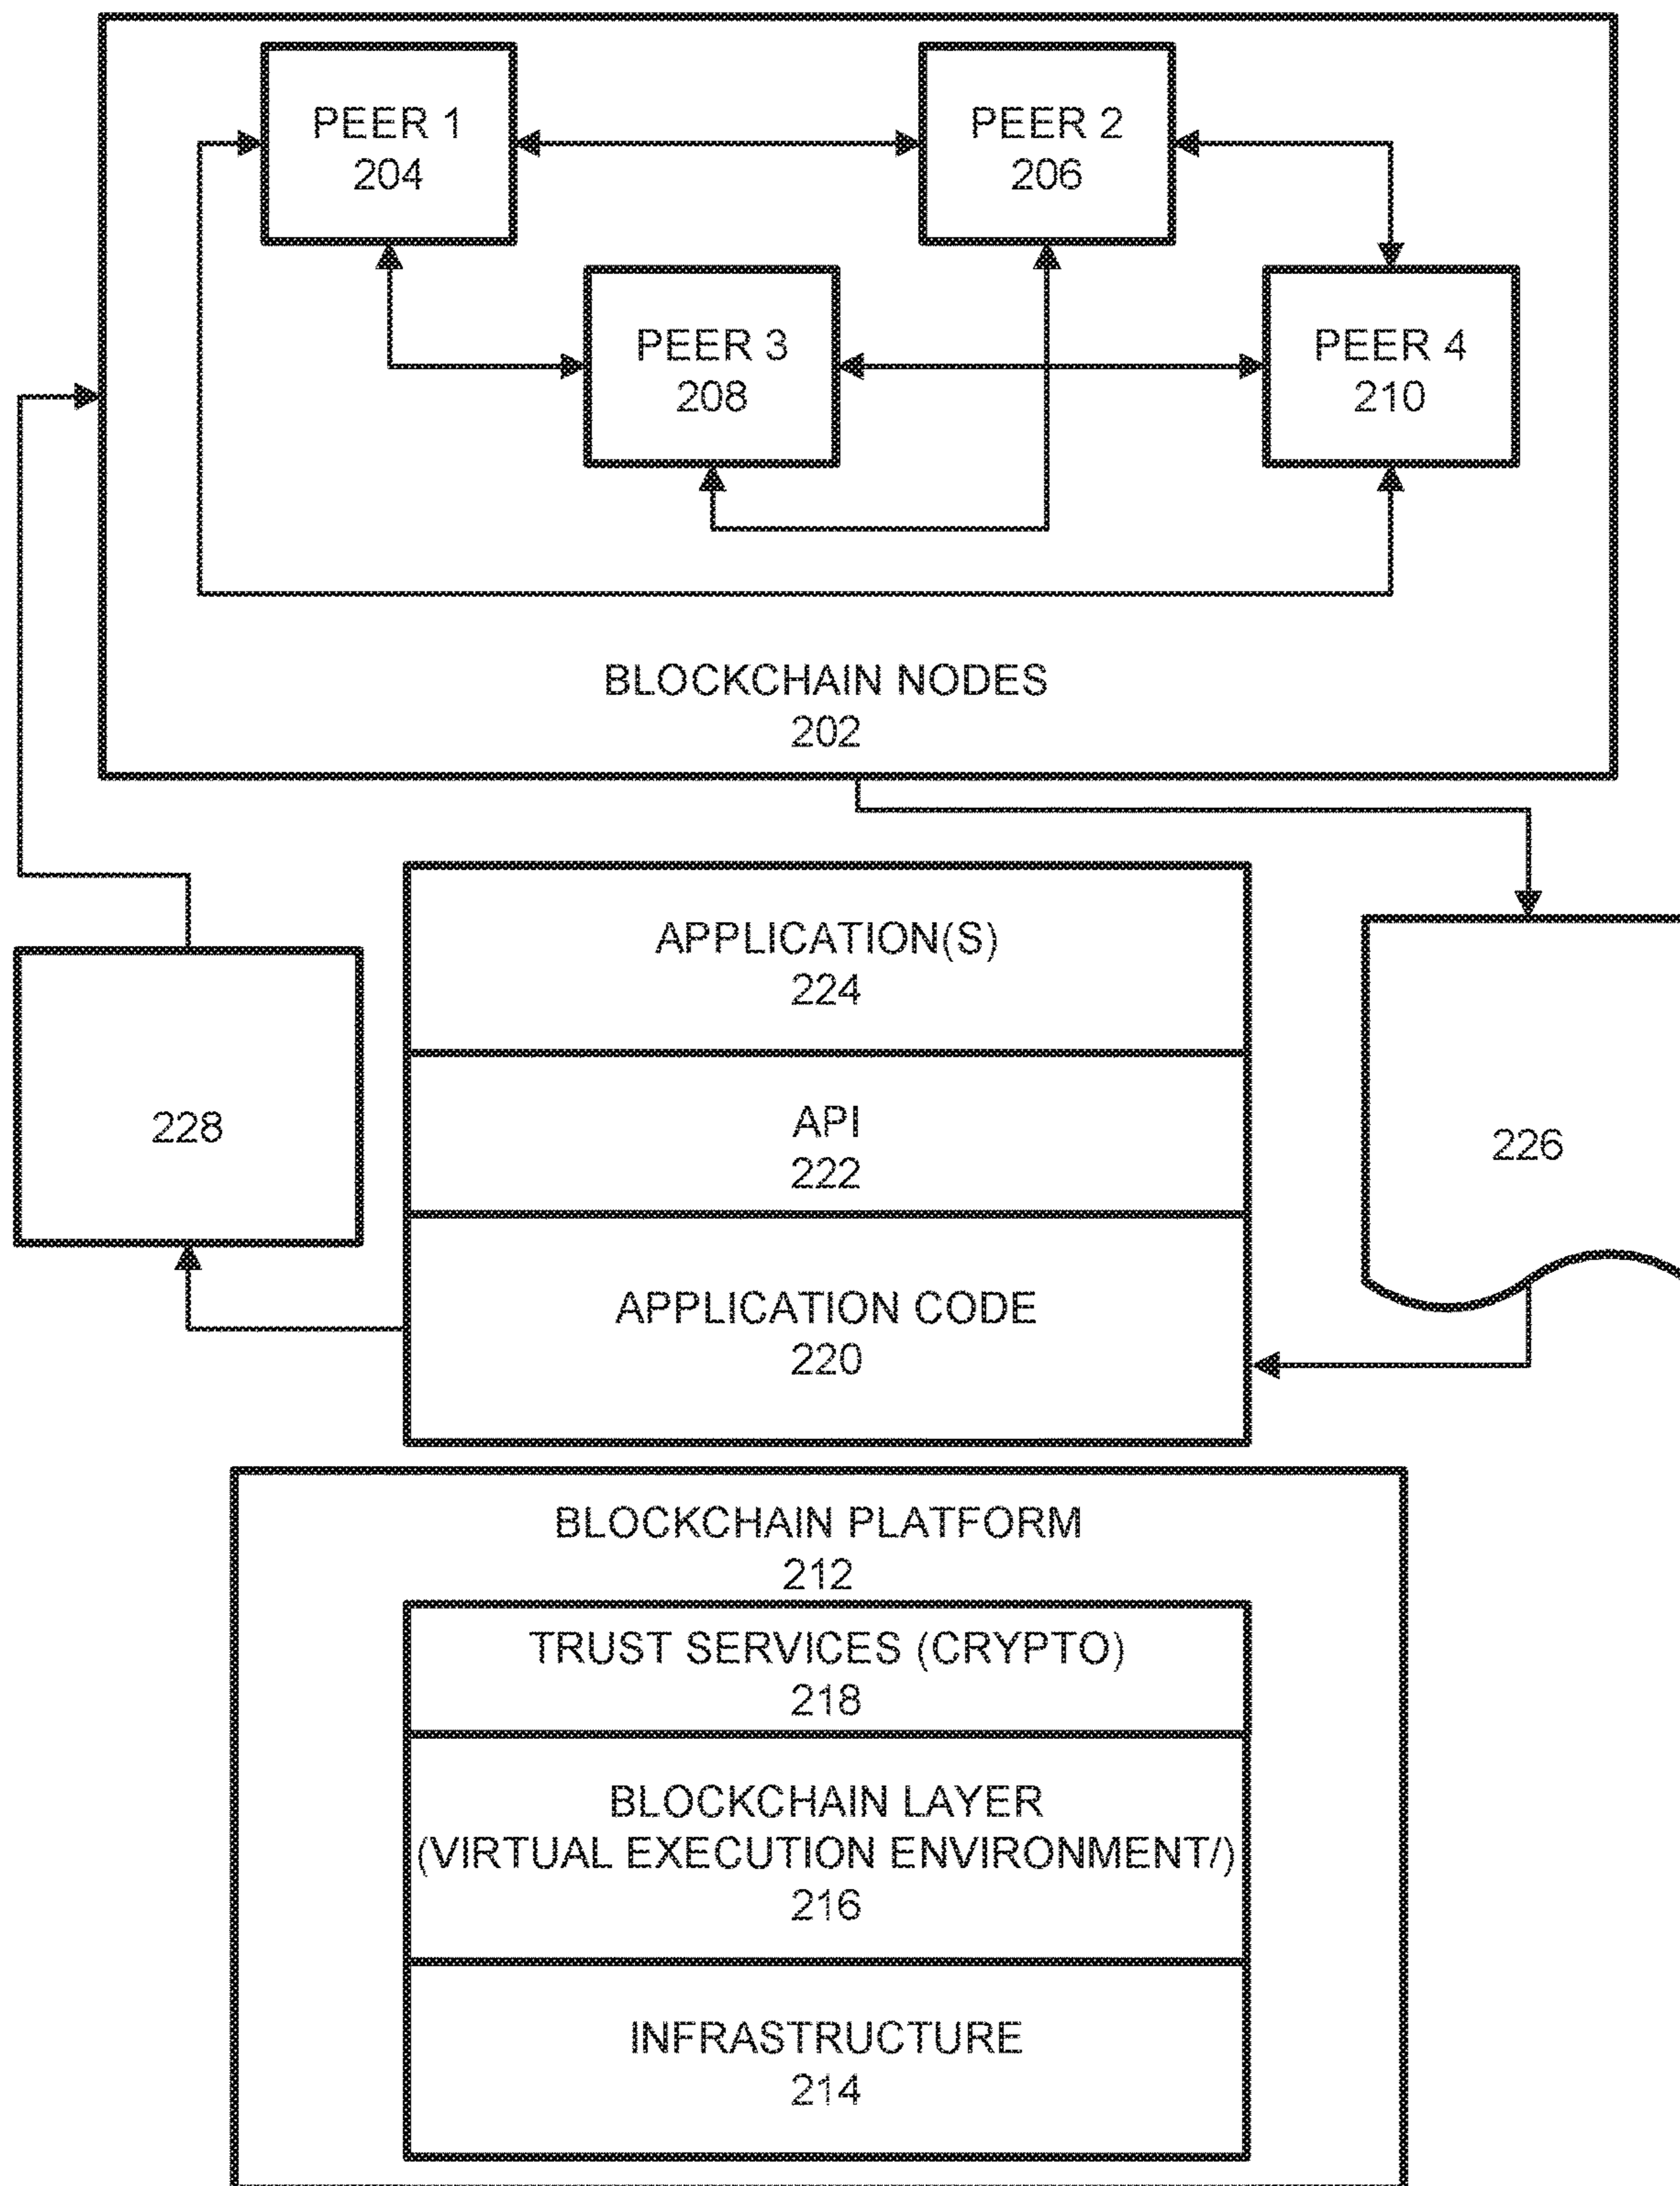 PEER 1
204
PEER 2
206
PEER 3
208
PEER 4
210
BLOCKCHAIN NODES
202
APPLICATION(S)
224
API
222
228
226
APPLICATION CODE
220
BLOCKCHAIN PLATFORM
212
TRUST SERVICES (CRYPTO)
218
BLOCKCHAIN LAYER
(VIRTUAL EXECUTION ENVIRONMENT/)
216
INFRASTRUCTURE
214